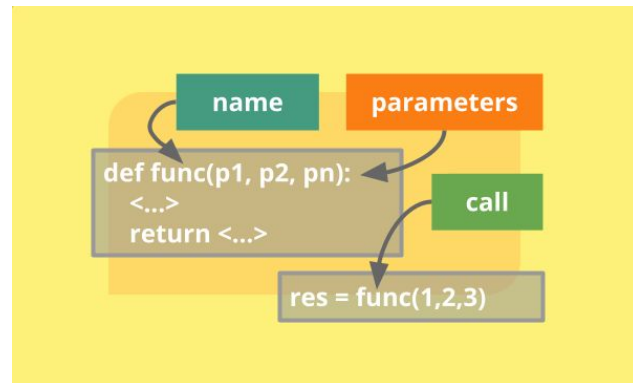 name
parameters
def func(p1, p2, pn):
<...>
return <...>
call
res = func(1,2,3)